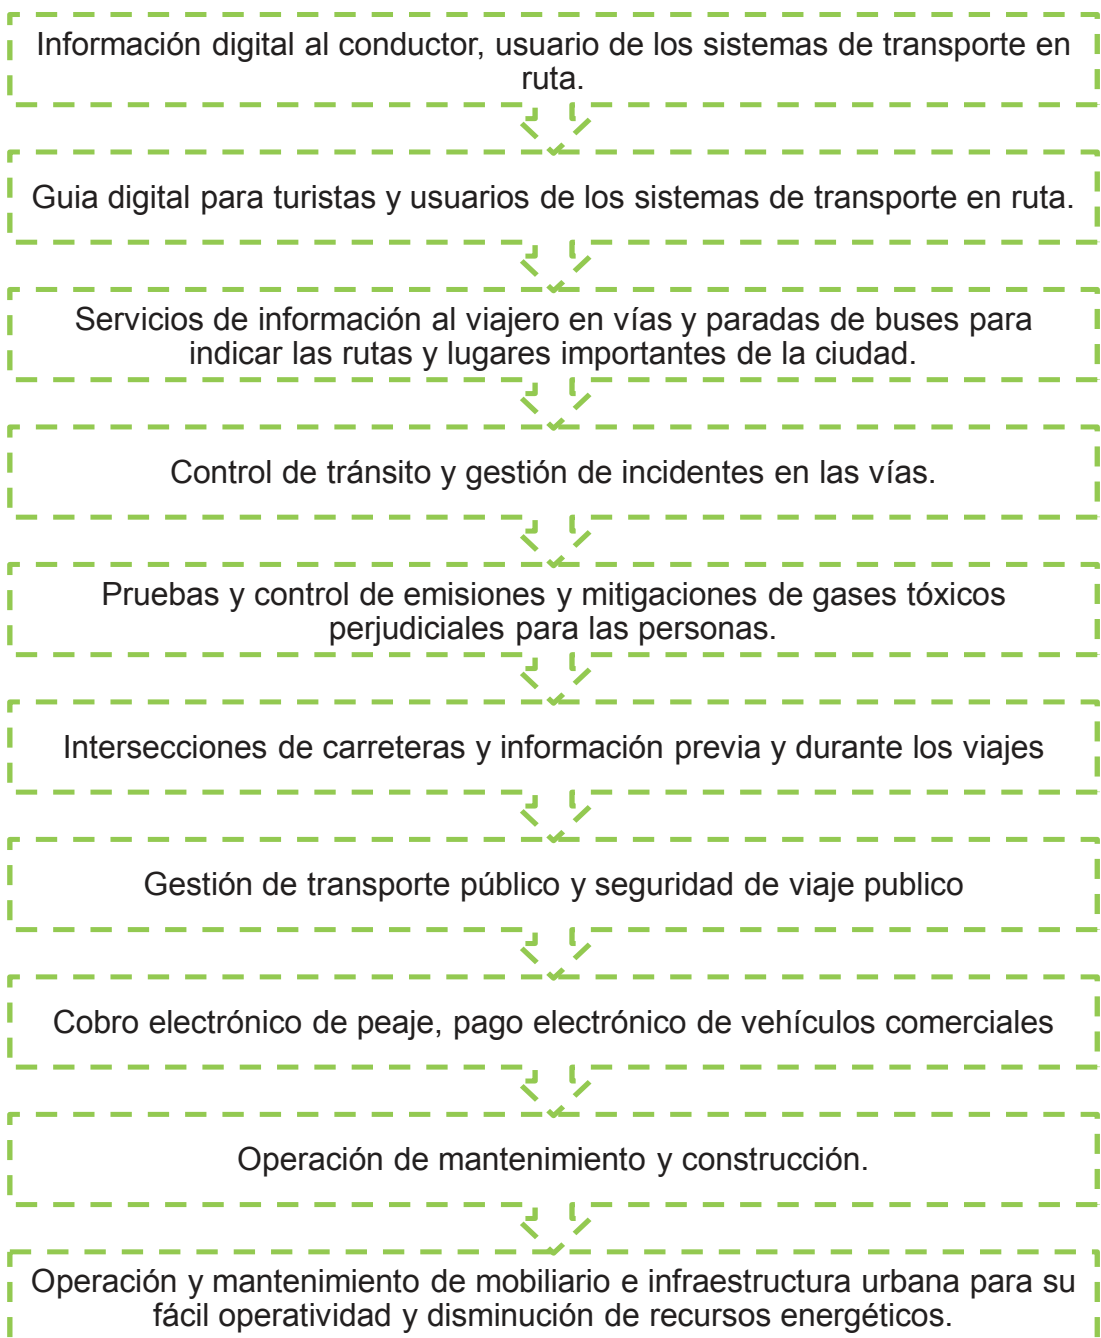 Información digital al conductor, usuario de los sistemas de transporte en
ruta.
Guia digital para turistas y usuarios de los sistemas de transporte en ruta.
Servicios de información al viajero en vías y paradas de buses para
indicar las rutas y lugares importantes de la ciudad.
Control de tránsito y gestión de incidentes en las vías.
Pruebas y control de emisiones y mitigaciones de gases tóxicos
perjudiciales para las personas.
Intersecciones de carreteras y información previa y durante los viajes
Gestión de transporte público y seguridad de viaje publico
Cobro electrónico de peaje, pago electrónico de vehículos comerciales
Operación de mantenimiento y construcción.
Operación y mantenimiento de mobiliario e infraestructura urbana para su
fácil operatividad y disminución de recursos energéticos.